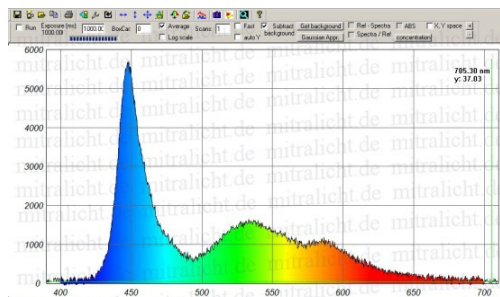 Run Exposure (ms) 1000.00 BoxCar 0 Average Scans: 1 Fast Subtract background Get background Ref - Spectra ABS X, Y space
1000.00 Log scale auto Y Gaussian Appr. Spectra / Ref concentration
6000
705.30 nm
y: 37.03
5000
4000
3000
2000
1000
0
400 450 500 550 600 650 700
mitralicht.de